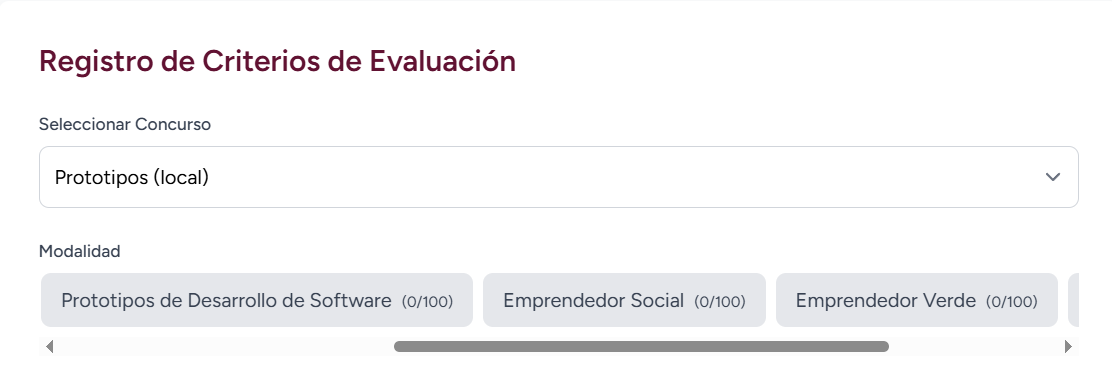 Registro de Criterios de Evaluación
Seleccionar Concurso
Prototipos (local)
Modalidad
Prototipos de Desarrollo de Software (0/100) Emprendedor Social (0/100) Emprendedor Verde (0/100)